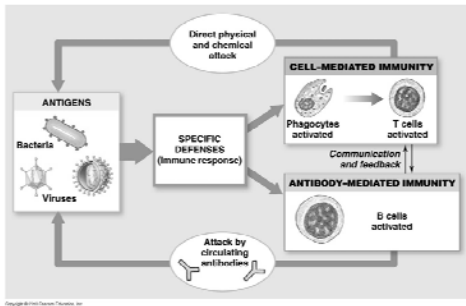 Direct physical
and chemical
attack
CELL-MEDIATED IMMUNITY
Phagocytes
activated
T cells
activated
ANTIGENS
Bacteria
Viruses
SPECIFIC
DEFENSES
(Immune response)
Communication
and feedback
ANTIBODY-MEDIATED IMMUNITY
B cells
activated
Attack by
circulating
antibodies